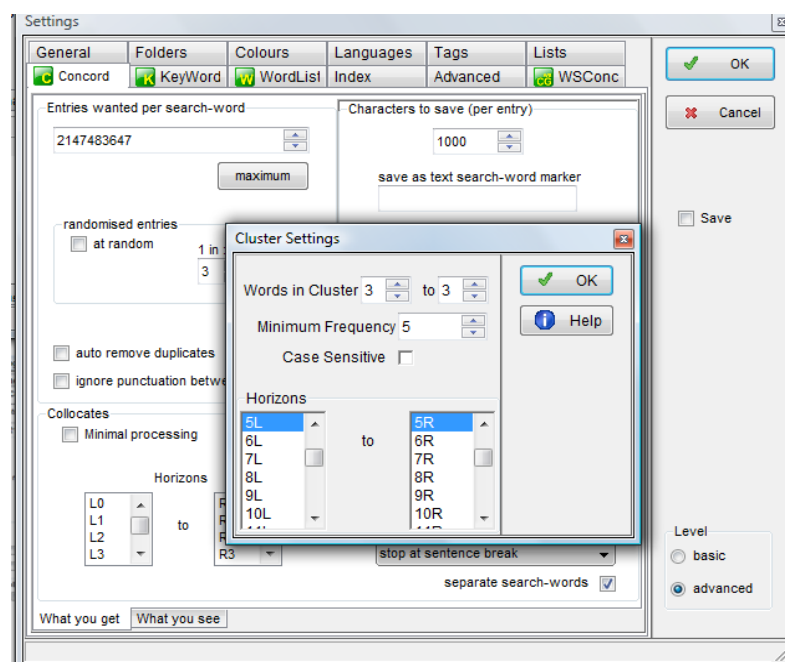 Settings
General Folders Colours Languages Tags Lists
Concord KeyWord WordList Index Advanced WSConc
Entries wanted per search-word
2147483647
maximum
Characters to save (per entry)
1000
save as text search-word marker
randomised entries
at random
1 in
3
auto remove duplicates
ignore punctuation betwe
Collocates
Minimal processing
Horizons
L0
L1
L2
L3
to
R3
stop at sentence break
separate search-words
What you get What you see
OK
Cancel
Save
Level
basic
advanced
Cluster Settings
Words in Cluster 3 to 3
Minimum Frequency 5
Case Sensitive
Horizons
5L
6L
7L
8L
9L
10L
to
5R
6R
7R
8R
9R
10R
OK
Help